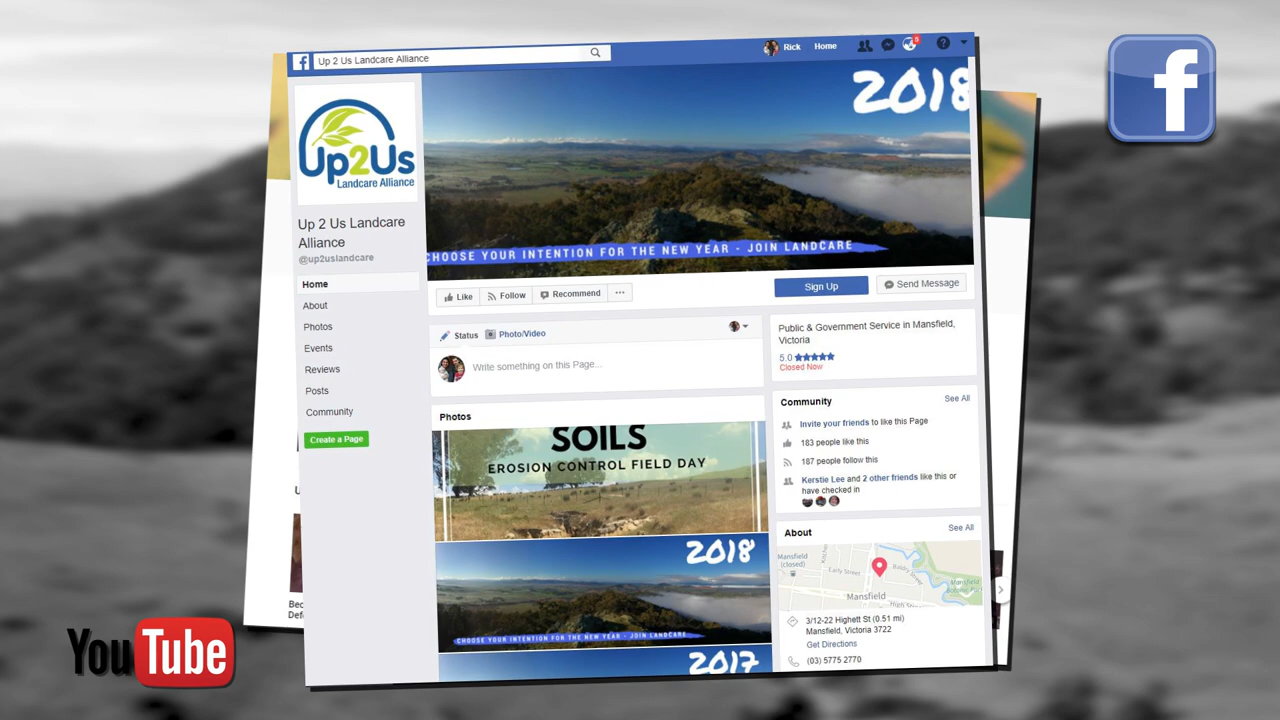 Up 2 Us Landcare Alliance
Rick Home
9
?
f
Up2Us
Landcare Alliance
2018
CHOOSE YOUR INTENTION FOR THE NEW YEAR - JOIN LANDCARE
Up 2 Us Landcare
Alliance
@up2uslandcare
Home
About
Photos
Events
Reviews
Posts
Community
Create a Page
Like Follow Recommend ...
Sign Up Send Message
Status Photo/Video
Write something on this Page...
Photos
SOILS
EROSION CONTROL FIELD DAY
2018
CHOOSE YOUR INTENTION FOR THE NEW YEAR - JOIN LANDCARE
2017
Public & Government Service in Mansfield,
Victoria
5.0
Closed Now
Community See All
Invite your friends to like this Page
183 people like this
187 people follow this
Kerstie Lee and 2 other friends like this or
have checked in
About See All
Mansfield
(closed)
Early Street
Mansfield
High Street
3/12-22 Highett St (0.51 mi)
Mansfield, Victoria 3722
Get Directions
(03) 5775 2770
f
YouTube